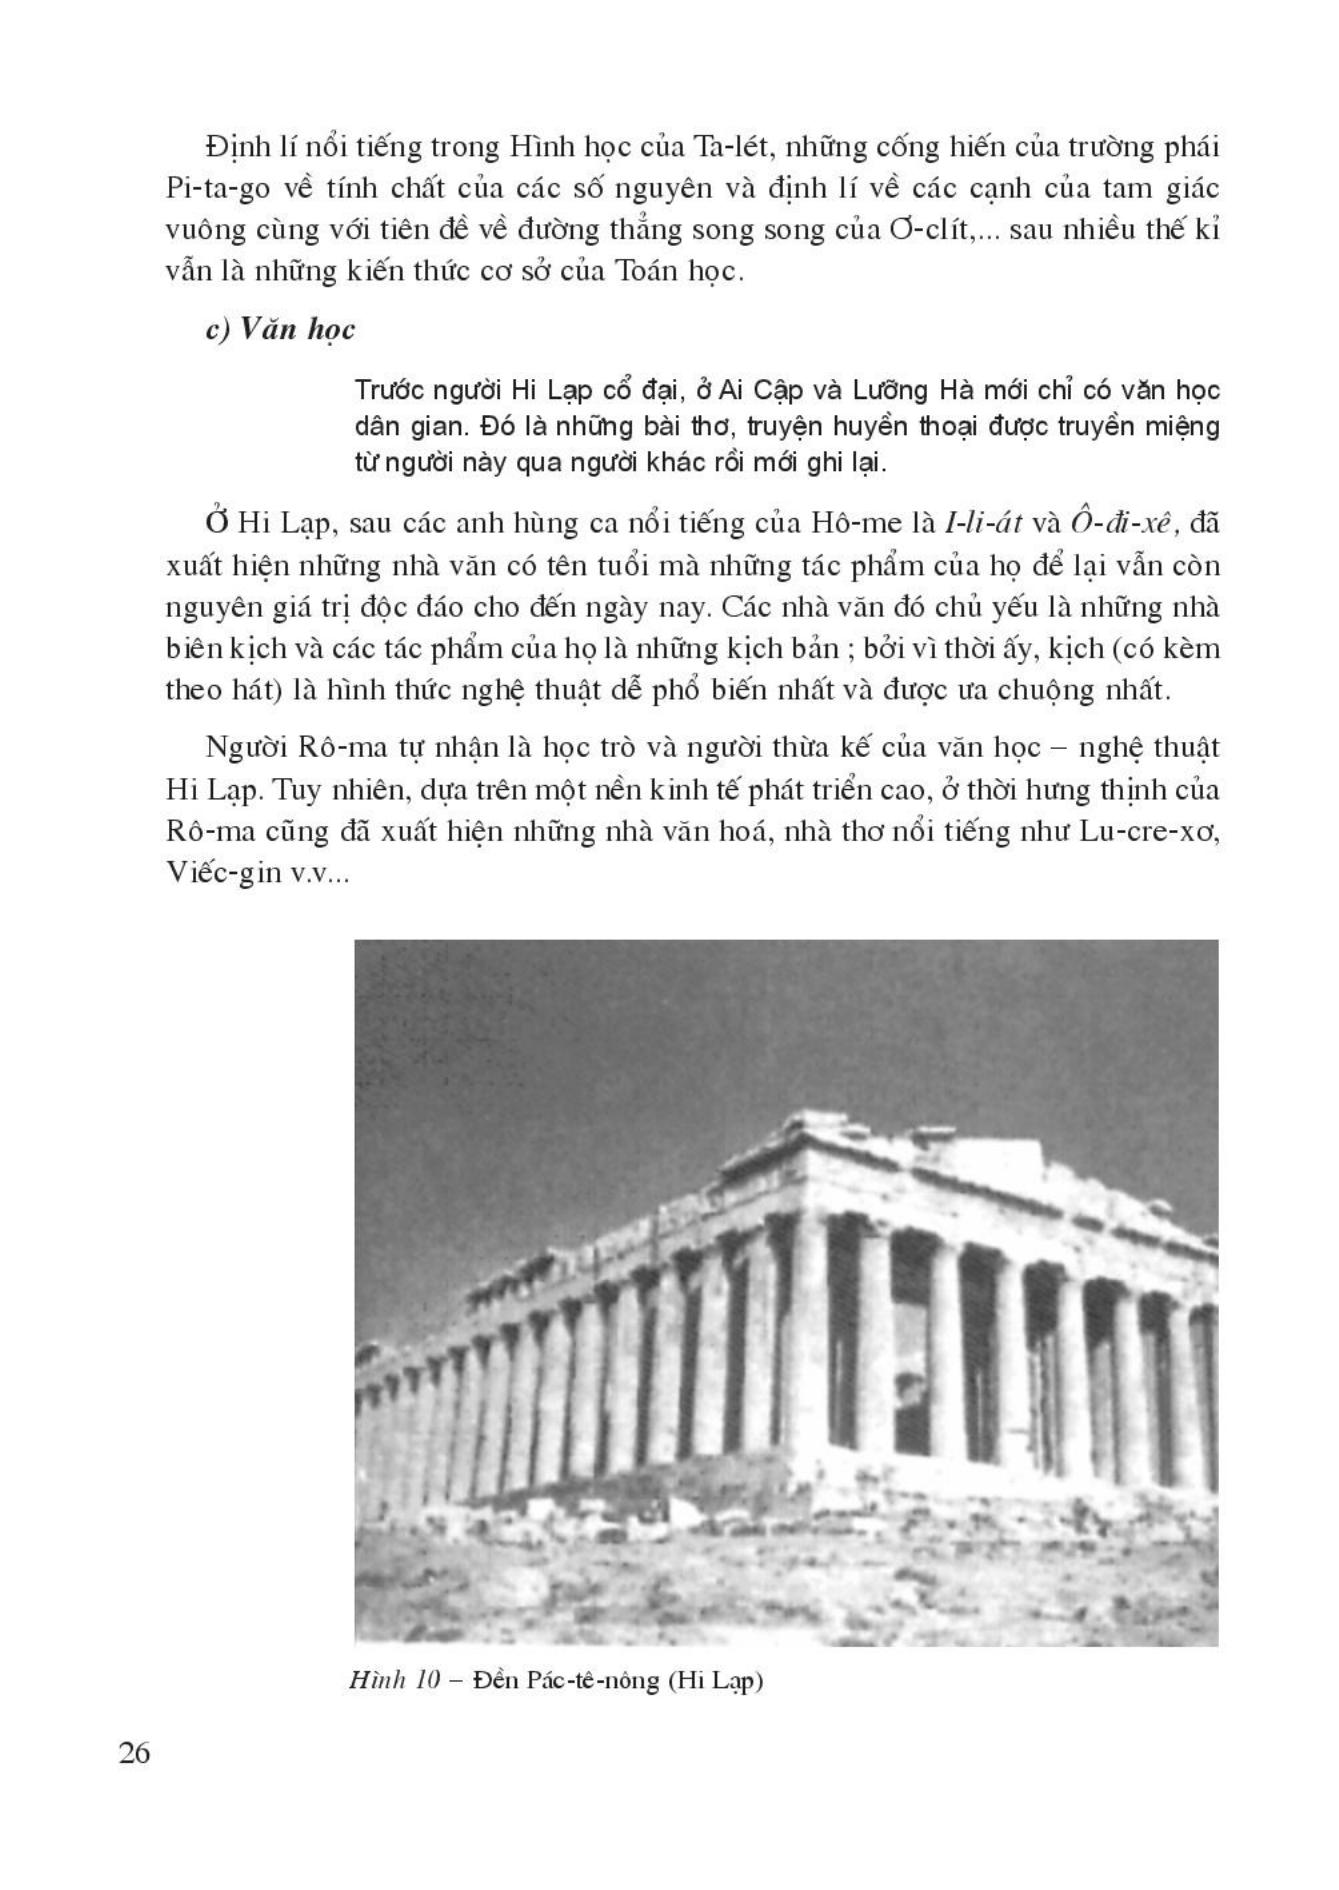 Định lí nổi tiếng trong Hình học của Ta-lét, những cống hiến của trường phái
Pi-ta-go về tính chất của các số nguyên và định lí về các cạnh của tam giác
vuông cùng với tiên đề về đường thẳng song song của Ơ-clít,... sau nhiều thế kỉ
vẫn là những kiến thức cơ sở của Toán học.
c) Văn học
Trước người Hi Lạp cổ đại, ở Ai Cập và Lưỡng Hà mới chỉ có văn học
dân gian. Đó là những bài thơ, truyện huyền thoại được truyền miệng
từ người này qua người khác rồi mới ghi lại.
Ở Hi Lạp, sau các anh hùng ca nổi tiếng của Hô-me là I-li-át và Ô-đi-xê, đã
xuất hiện những nhà văn có tên tuổi mà những tác phẩm của họ để lại vẫn còn
nguyên giá trị độc đáo cho đến ngày nay. Các nhà văn đó chủ yếu là những nhà
biên kịch và các tác phẩm của họ là những kịch bản ; bởi vì thời ấy, kịch (có kèm
theo hát) là hình thức nghệ thuật dễ phổ biến nhất và được ưa chuộng nhất.
Người Rô-ma tự nhận là học trò và người thừa kế của văn học – nghệ thuật
Hi Lạp. Tuy nhiên, dựa trên một nền kinh tế phát triển cao, ở thời hưng thịnh của
Rô-ma cũng đã xuất hiện những nhà văn hoá, nhà thơ nổi tiếng như Lu-cre-xơ,
Viếc-gin v.v...
Hình 10 – Đền Pác-tê-nông (Hi Lạp)
26